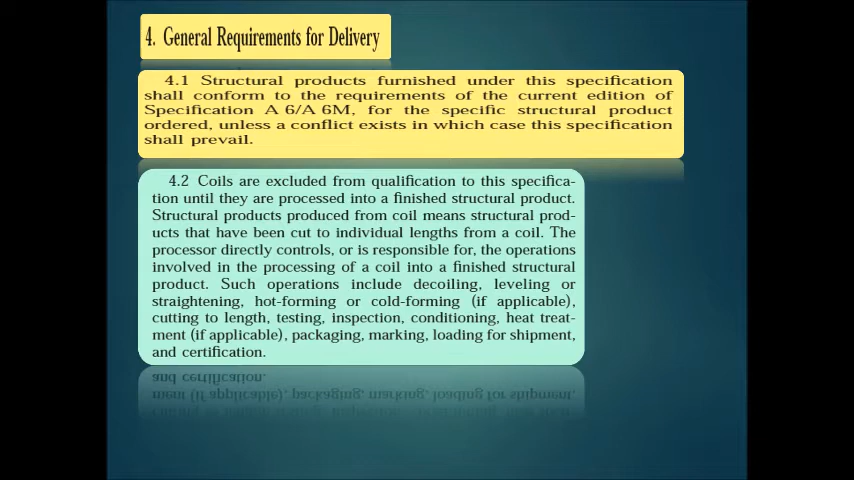 4. General Requirements for Delivery
4.1 Structural products furnished under this specification
shall conform to the requirements of the current edition of
Specification A 6/A 6M, for the specific structural product
ordered, unless a conflict exists in which case this specification
shall prevail.
4.2 Coils are excluded from qualification to this specifica-
tion until they are processed into a finished structural product.
Structural products produced from coil means structural prod-
ucts that have been cut to individual lengths from a coil. The
processor directly controls, or is responsible for, the operations
involved in the processing of a coil into a finished structural
product. Such operations include decoiling, leveling or
straightening, hot-forming or cold-forming (if applicable),
cutting to length, testing, inspection, conditioning, heat treat-
ment (if applicable), packaging, marking, loading for shipment,
and certification.